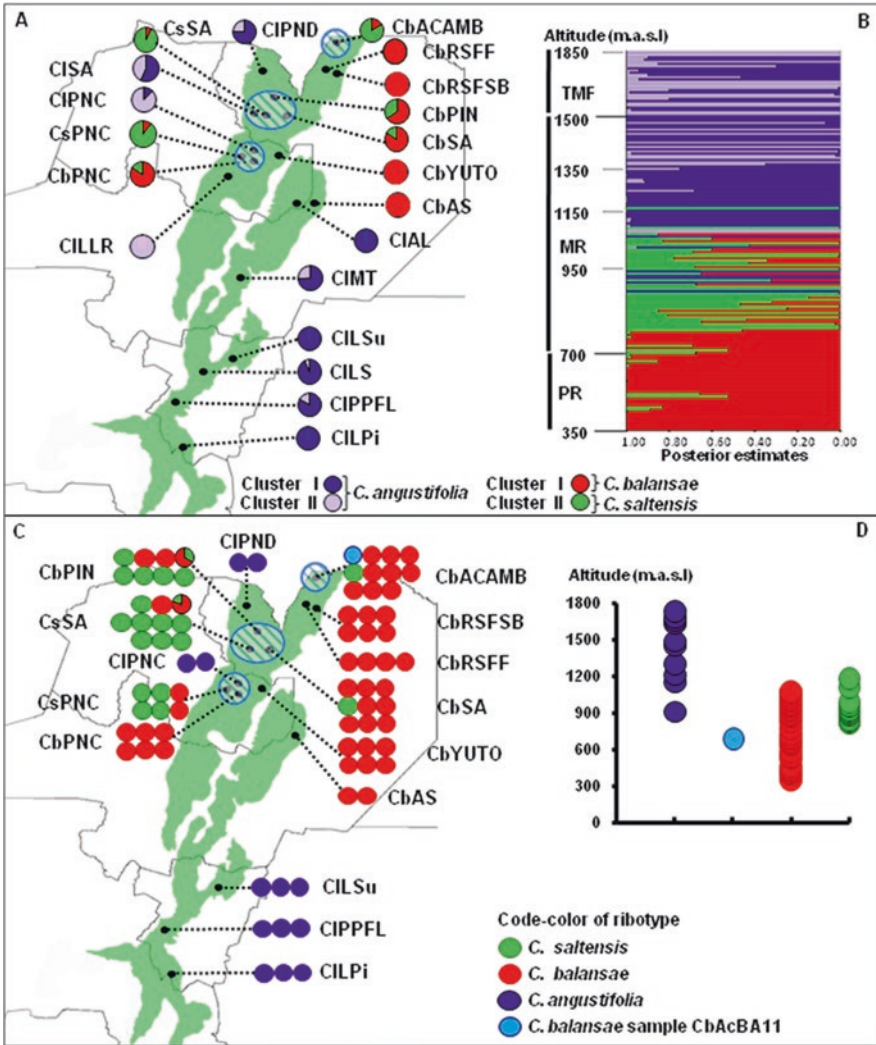 A
CsSA
CIPND
CbACAMB
CISA
CIPNC
CsPNC
CbPNC
CILLR
CbRSFF
CbRSFSB
CbPIN
CbSA
CbYUTO
CbAS
CIAL
CIMT
CILSu
CILS
CIPPFL
CILPi
Cluster I
Cluster II
C. angustifolia
Cluster I
Cluster II
C. balansae
C. saltensis
B
Altitude (m.a.s.l)
1850
TMF
1500
1350
1150
MR
950
700
PR
350
1.00 0.80 0.60 0.40 0.20 0.00
Posterior estimates
C
CIPND
CbPIN
CsSA
CIPNC
CsPNC
CbPNC
CbACAMB
CbRSFSB
CbRSFF
CbSA
CbYUTO
CbAS
CILSu
CIPPFL
CILPi
D
Altitude (m.a.s.l)
1800
1500
1200
900
600
300
0
Code-color of ribotype
C. saltensis
C. balansae
C. angustifolia
C. balansae sample CbAcBA11